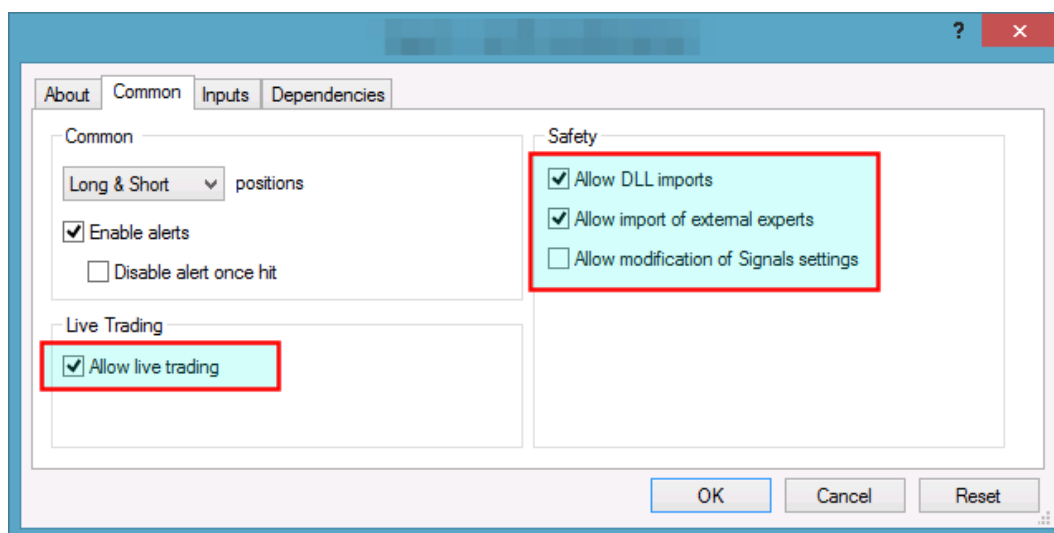 ?
About Common Inputs Dependencies
Common
Long & Short positions
Enable alerts
Disable alert once hit
Live Trading
Allow live trading
Safety
Allow DLL imports
Allow import of external experts
Allow modification of Signals settings
OK Cancel Reset